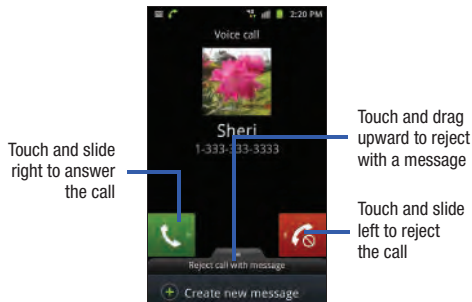 2:20 PM
Voice call
Sheri
1-333-333-3333
Touch and slide
right to answer
the call
Touch and drag
upward to reject
with a message
Touch and slide
left to reject
the call
Reject call with message
Create new message